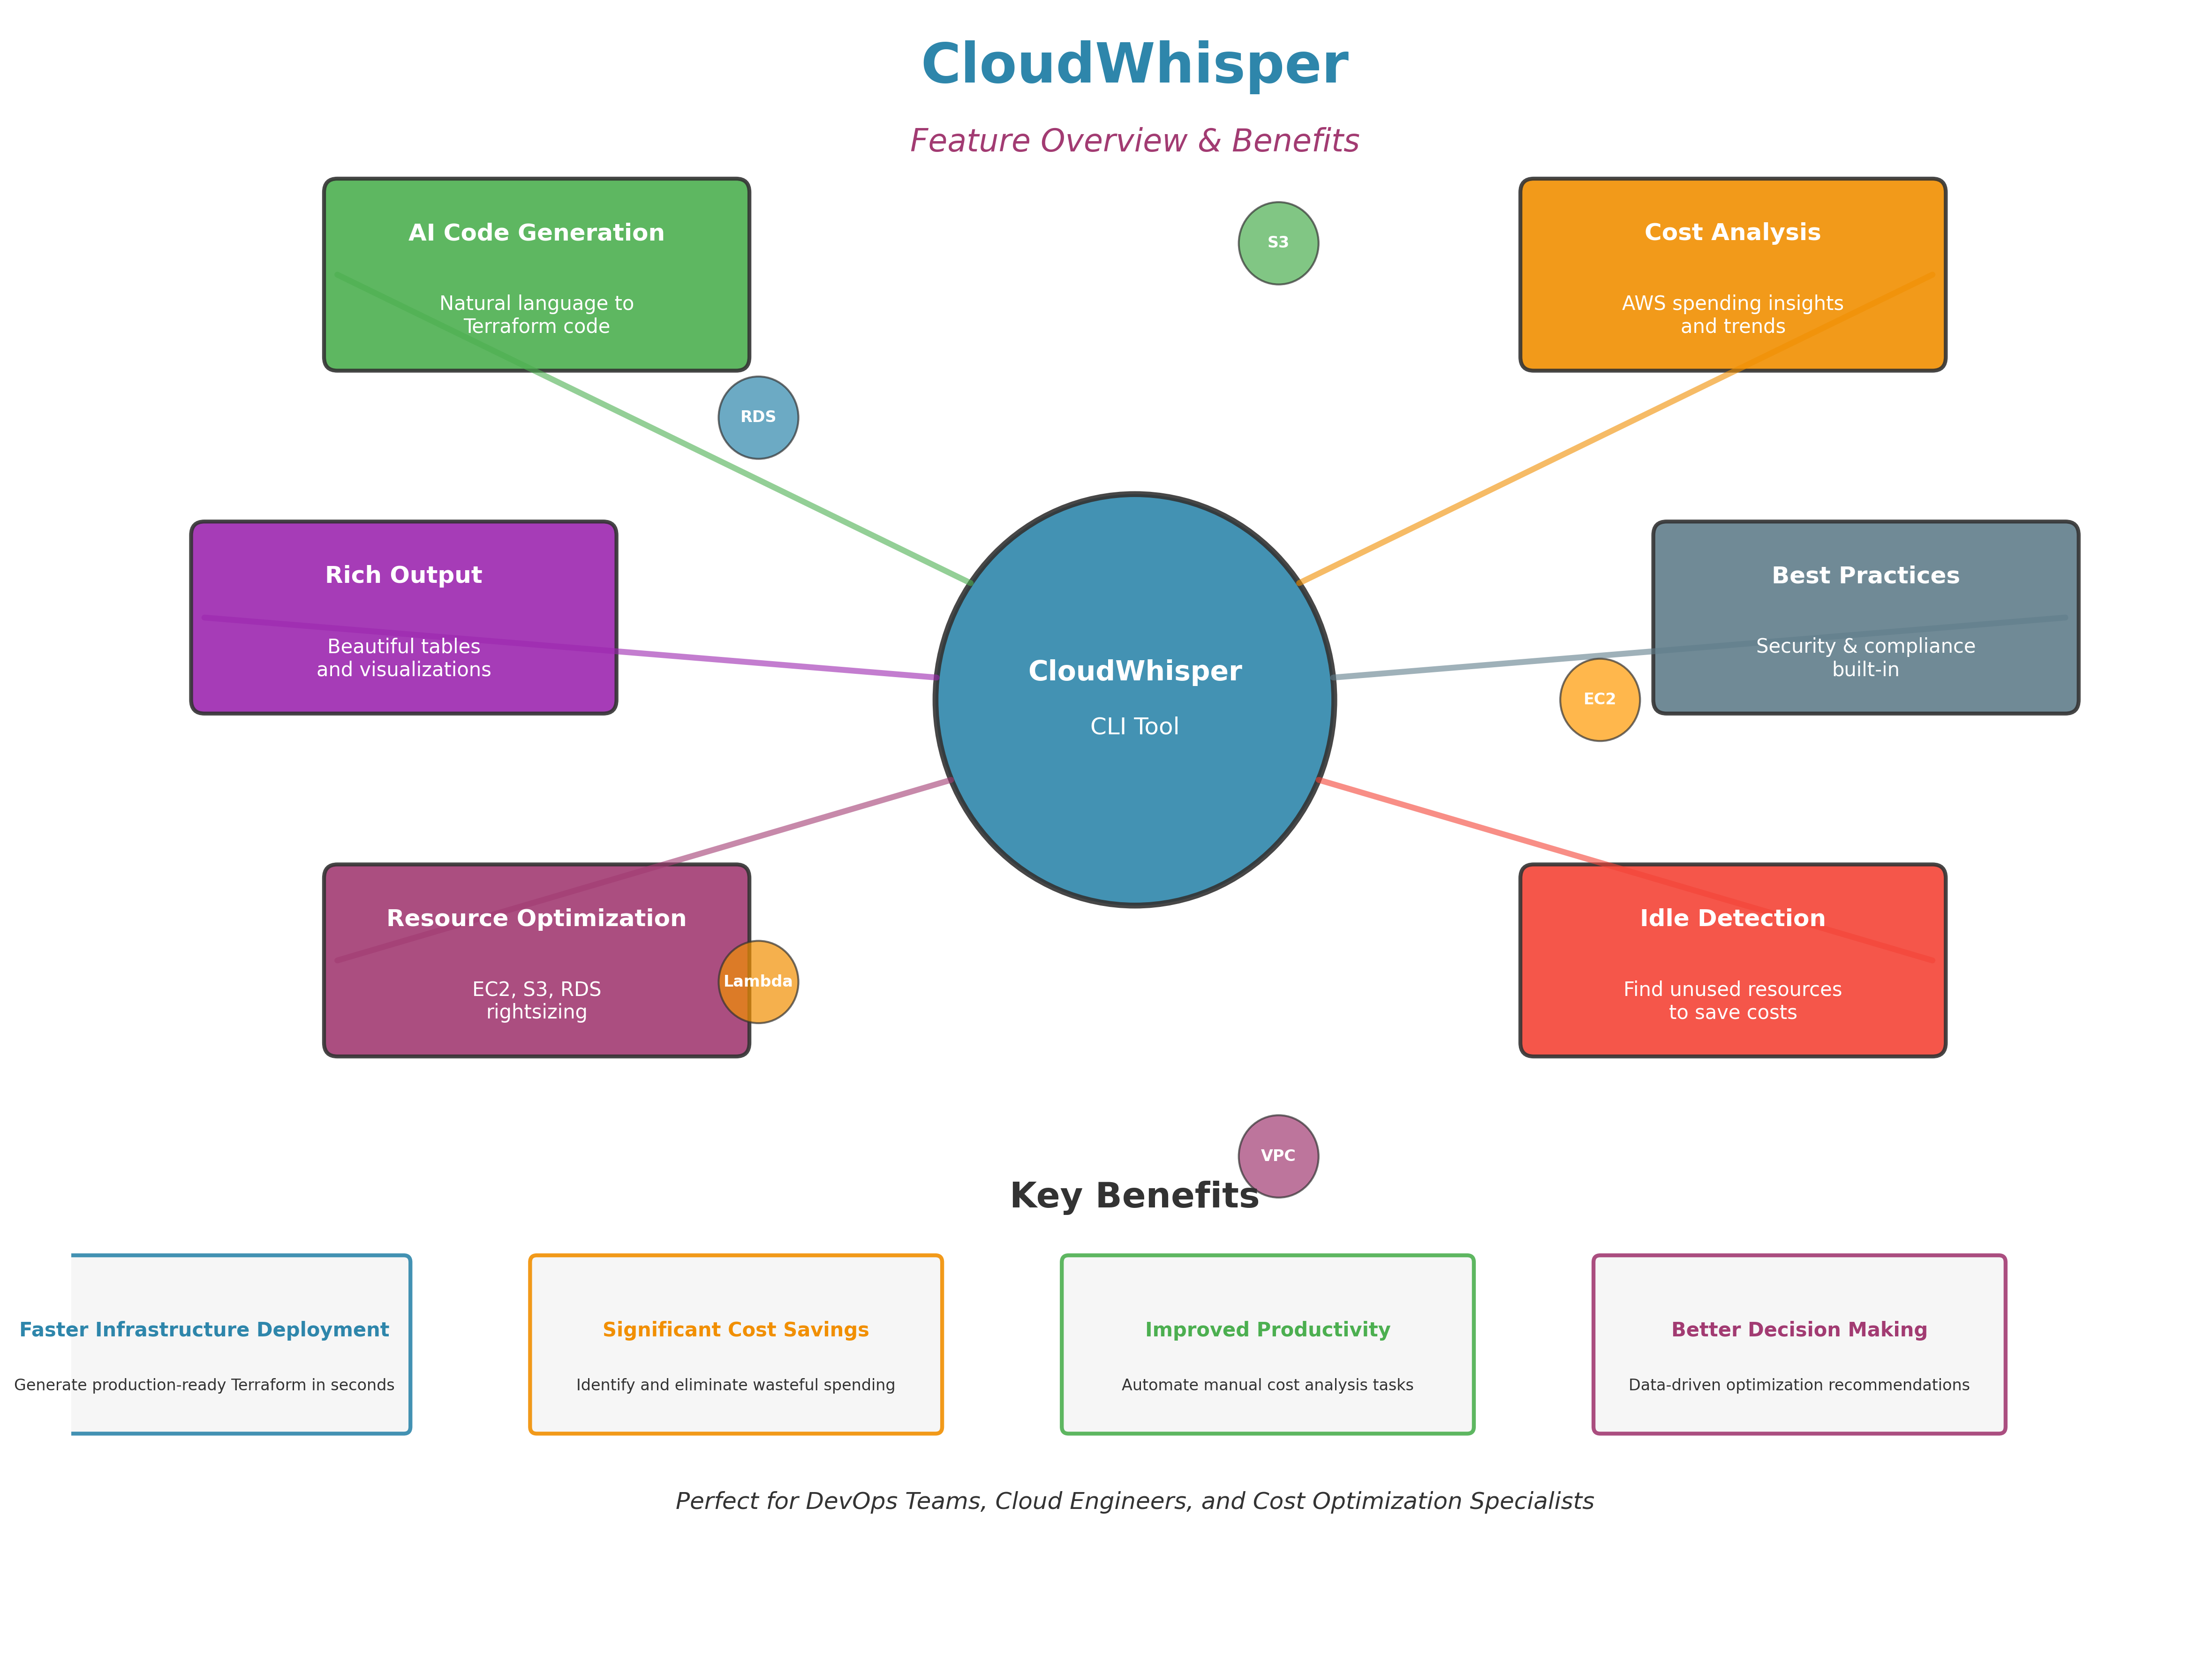 CloudWhisper
Feature Overview & Benefits
AI Code Generation
Natural language to
Terraform code
S3
Cost Analysis
AWS spending insights
and trends
RDS
Rich Output
Beautiful tables
and visualizations
CloudWhisper
CLI Tool
Best Practices
Security & compliance
built-in
EC2
Resource Optimization
EC2, S3, RDS
rightsizing
Lambda
Idle Detection
Find unused resources
to save costs
VPC
Key Benefits
Faster Infrastructure Deployment
Generate production-ready Terraform in seconds
Significant Cost Savings
Identify and eliminate wasteful spending
Improved Productivity
Automate manual cost analysis tasks
Better Decision Making
Data-driven optimization recommendations
Perfect for DevOps Teams, Cloud Engineers, and Cost Optimization Specialists